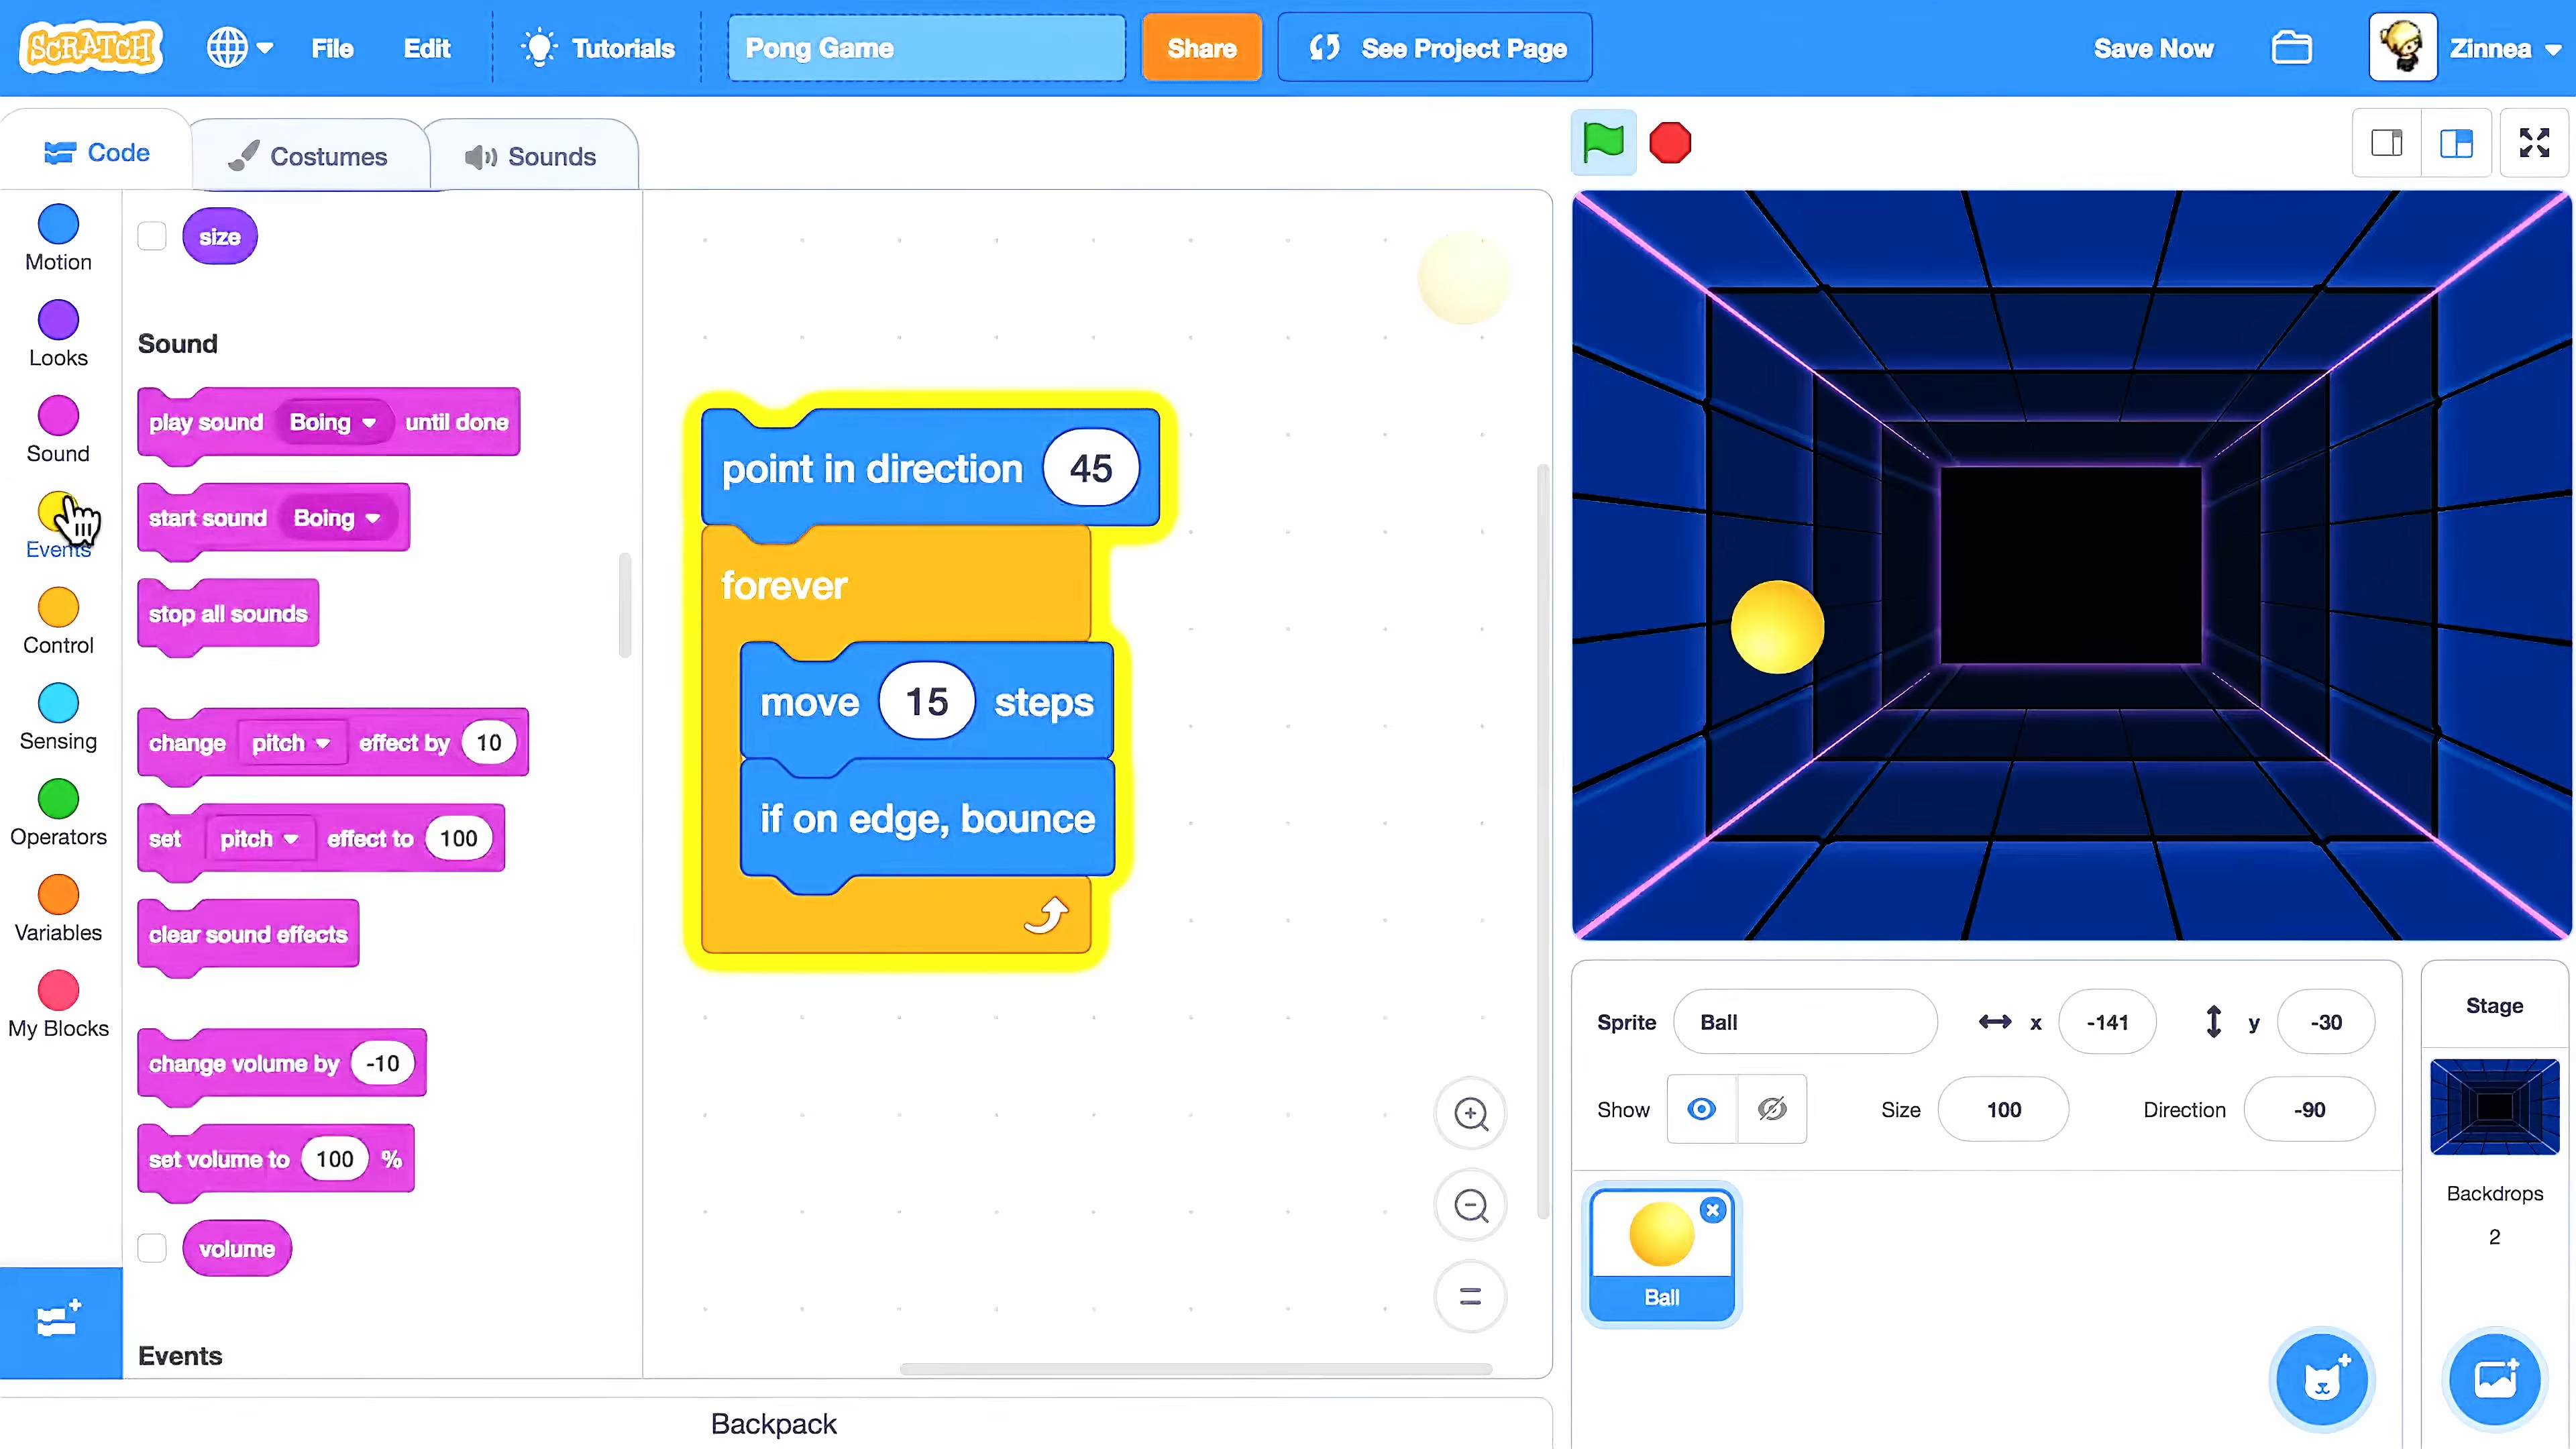 SCRATCH File Edit Tutorials Pong Game Share See Project Page Save Now Zinnea
Code Costumes Sounds
Motion
Looks
Sound
Events
Control
Sensing
Operators
Variables
My Blocks
size
Sound
play sound Boing until done
start sound Boing
stop all sounds
change pitch effect by 10
set pitch effect to 100
clear sound effects
change volume by -10
set volume to 100 %
volume
Events
point in direction 45
forever
move 15 steps
if on edge, bounce
Backpack
Sprite Ball x -141 y -30
Show Size 100 Direction -90
Ball
Stage
Backdrops
2